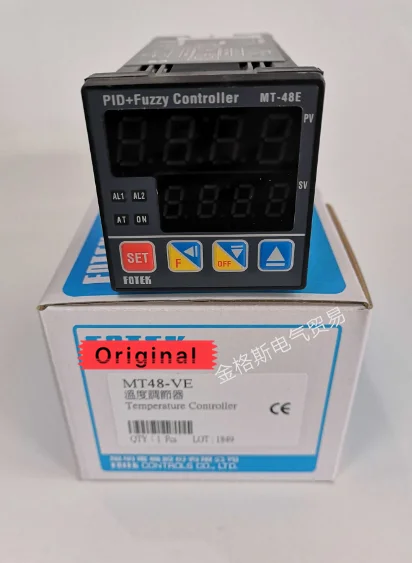 PID+Fuzzy Controller MT-48E
PV
SV
AL1 AL2
AT ON
SET F OFF
FOTEK
FOTEK
Original
MT48-VE
溫度調節器
Temperature Controller
CE
QTY : 1 Pcs LOT : 1849
CONTROLS CO., LTD.
金格斯电气贸易